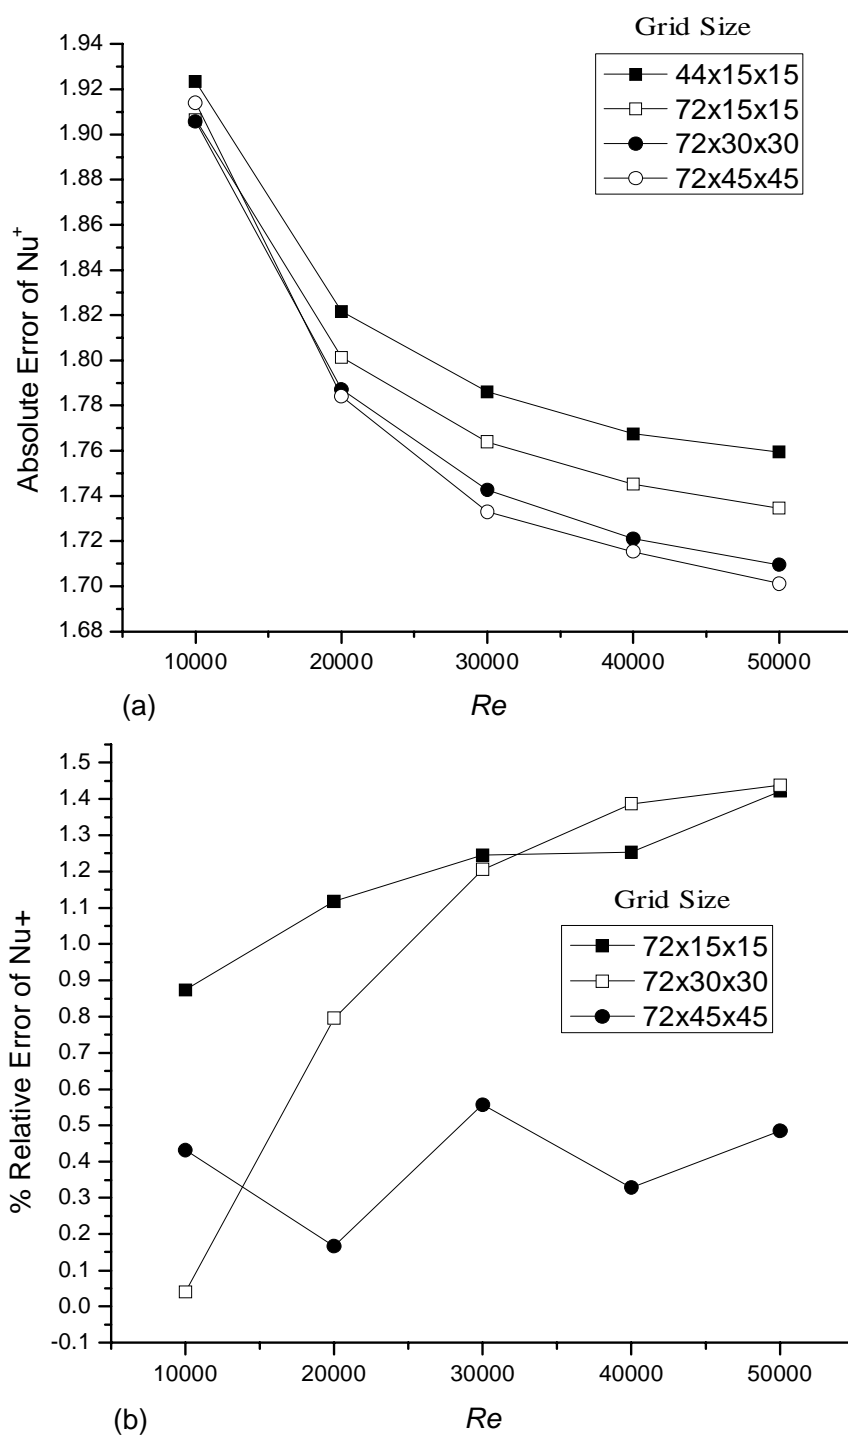 Grid Size
44x15x15
72x15x15
72x30x30
72x45x45
1.94
1.92
1.90
1.88
1.86
1.84
1.82
1.80
1.78
1.76
1.74
1.72
1.70
1.68
Absolute Error of Nu⁺
10000 20000 30000 40000 50000
(a) Re
1.5
1.4
1.3
1.2
1.1
1.0
0.9
0.8
0.7
0.6
0.5
0.4
0.3
0.2
0.1
0.0
-0.1
% Relative Error of Nu+
Grid Size
72x15x15
72x30x30
72x45x45
10000 20000 30000 40000 50000
(b) Re